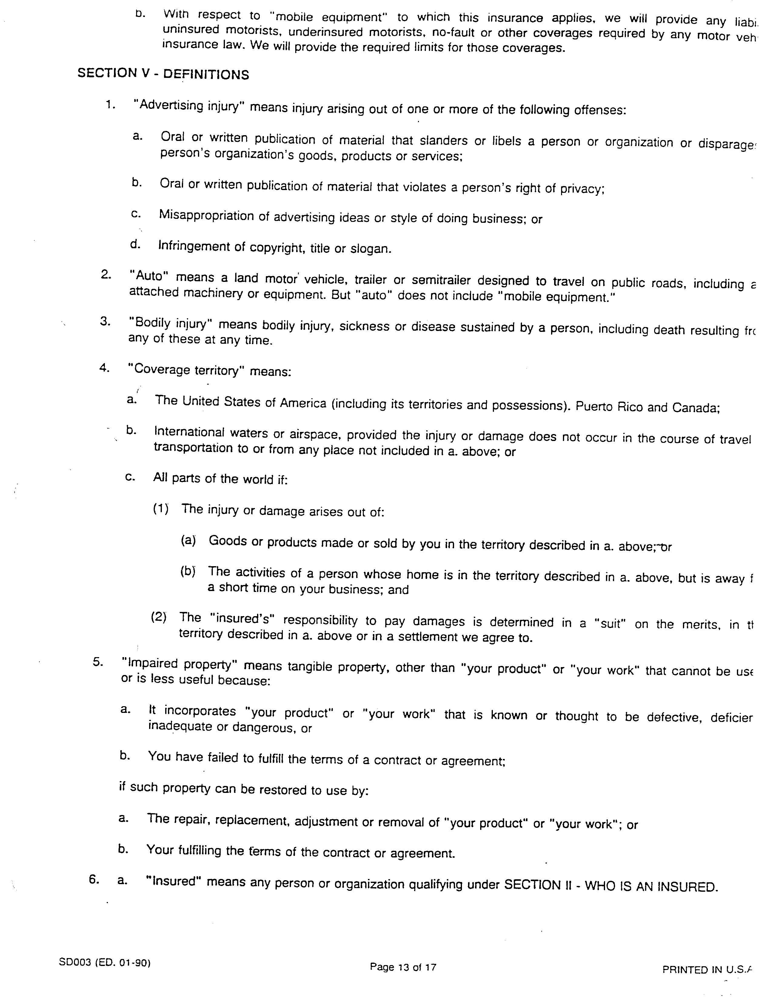 b. With respect to "mobile equipment" to which this insurance applies, we will provide any
uninsured motorists, underinsured motorists, no-fault or other coverages required by any motor
insurance law. We will provide the required limits for those coverages.
SECTION V - DEFINITIONS
1. "Advertising injury" means injury arising out of one or more of the following offenses:
a. Oral or written publication of material that slanders or libels a person or organization or
person's organization's goods, products or services;
b. Oral or written publication of material that violates a person's right of privacy;
c. Misappropriation of advertising ideas or style of doing business; or
d. Infringement of copyright, title or slogan.
2. "Auto" means a land motor vehicle, trailer or semitrailer designed to travel on public roads, including
attached machinery or equipment. But "auto" does not include "mobile equipment."
3. "Bodily injury" means bodily injury, sickness or disease sustained by a person, including death resulting
any of these at any time.
4. "Coverage territory" means:
a. The United States of America (including its territories and possessions). Puerto Rico and Canada;
b. International waters or airspace, provided the injury or damage does not occur in the course of travel
transportation to or from any place not included in a. above; or
c. All parts of the world if:
(1) The injury or damage arises out of:
(a) Goods or products made or sold by you in the territory described in a. above; or
(b) The activities of a person whose home is in the territory described in a. above, but is away
a short time on your business; and
(2) The "insured's" responsibility to pay damages is determined in a "suit" on the merits, in
territory described in a. above or in a settlement we agree to.
5. "Impaired property" means tangible property, other than "your product" or "your work" that cannot be
or is less useful because:
a. It incorporates "your product" or "your work" that is known or thought to be defective,
inadequate or dangerous, or
b. You have failed to fulfill the terms of a contract or agreement;
if such property can be restored to use by:
a. The repair, replacement, adjustment or removal of "your product" or "your work"; or
b. Your fulfilling the terms of the contract or agreement.
6. a. "Insured" means any person or organization qualifying under SECTION II - WHO IS AN INSURED.
SD003 (ED. 01-90)
Page 13 of 17
PRINTED IN